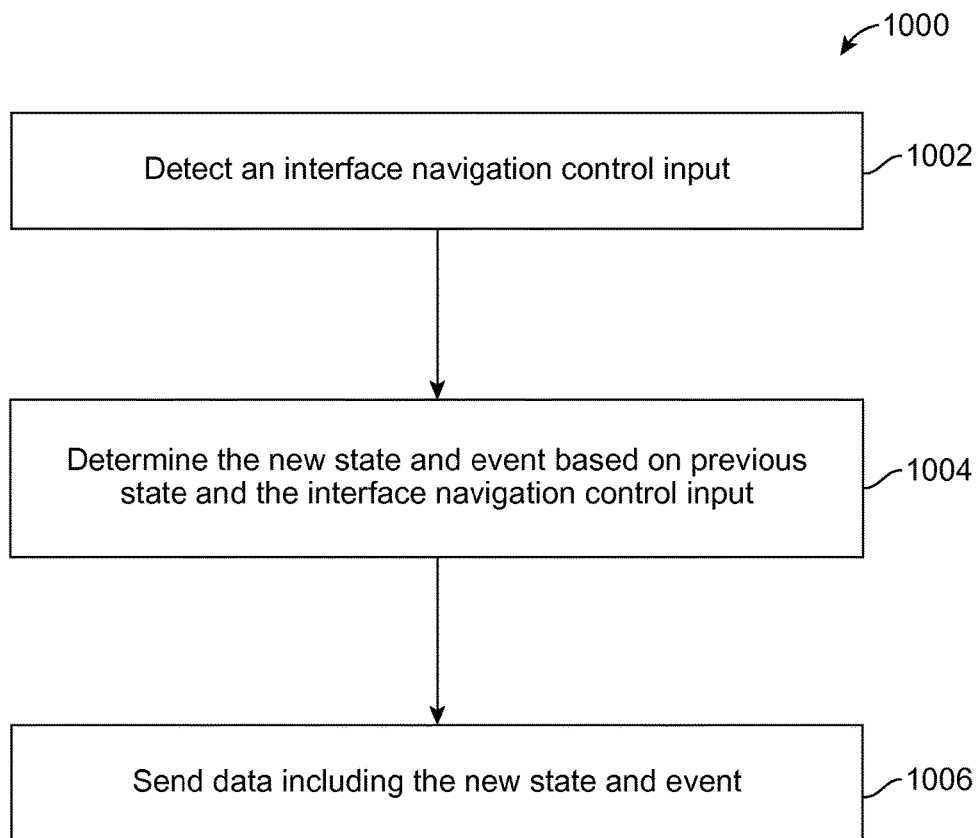 1000
Detect an interface navigation control input
1002
Determine the new state and event based on previous
state and the interface navigation control input
1004
Send data including the new state and event
1006